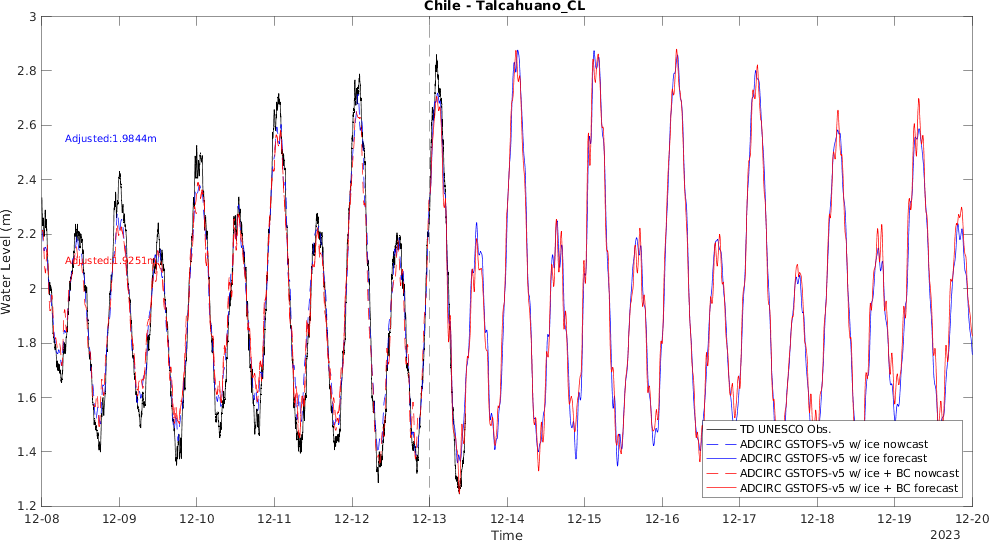 Chile - Talcahuano_CL
3
2.8
2.6
2.4
2.2
2
1.8
1.6
1.4
1.2
Water Level (m)
Adjusted:1.9844m
Adjusted:1.9251m
TD UNESCO Obs.
ADCIRC GSTOFS-v5 w/ ice nowcast
ADCIRC GSTOFS-v5 w/ ice forecast
ADCIRC GSTOFS-v5 w/ ice + BC nowcast
ADCIRC GSTOFS-v5 w/ ice + BC forecast
12-08 12-09 12-10 12-11 12-12 12-13 12-14 12-15 12-16 12-17 12-18 12-19 12-20
Time
2023